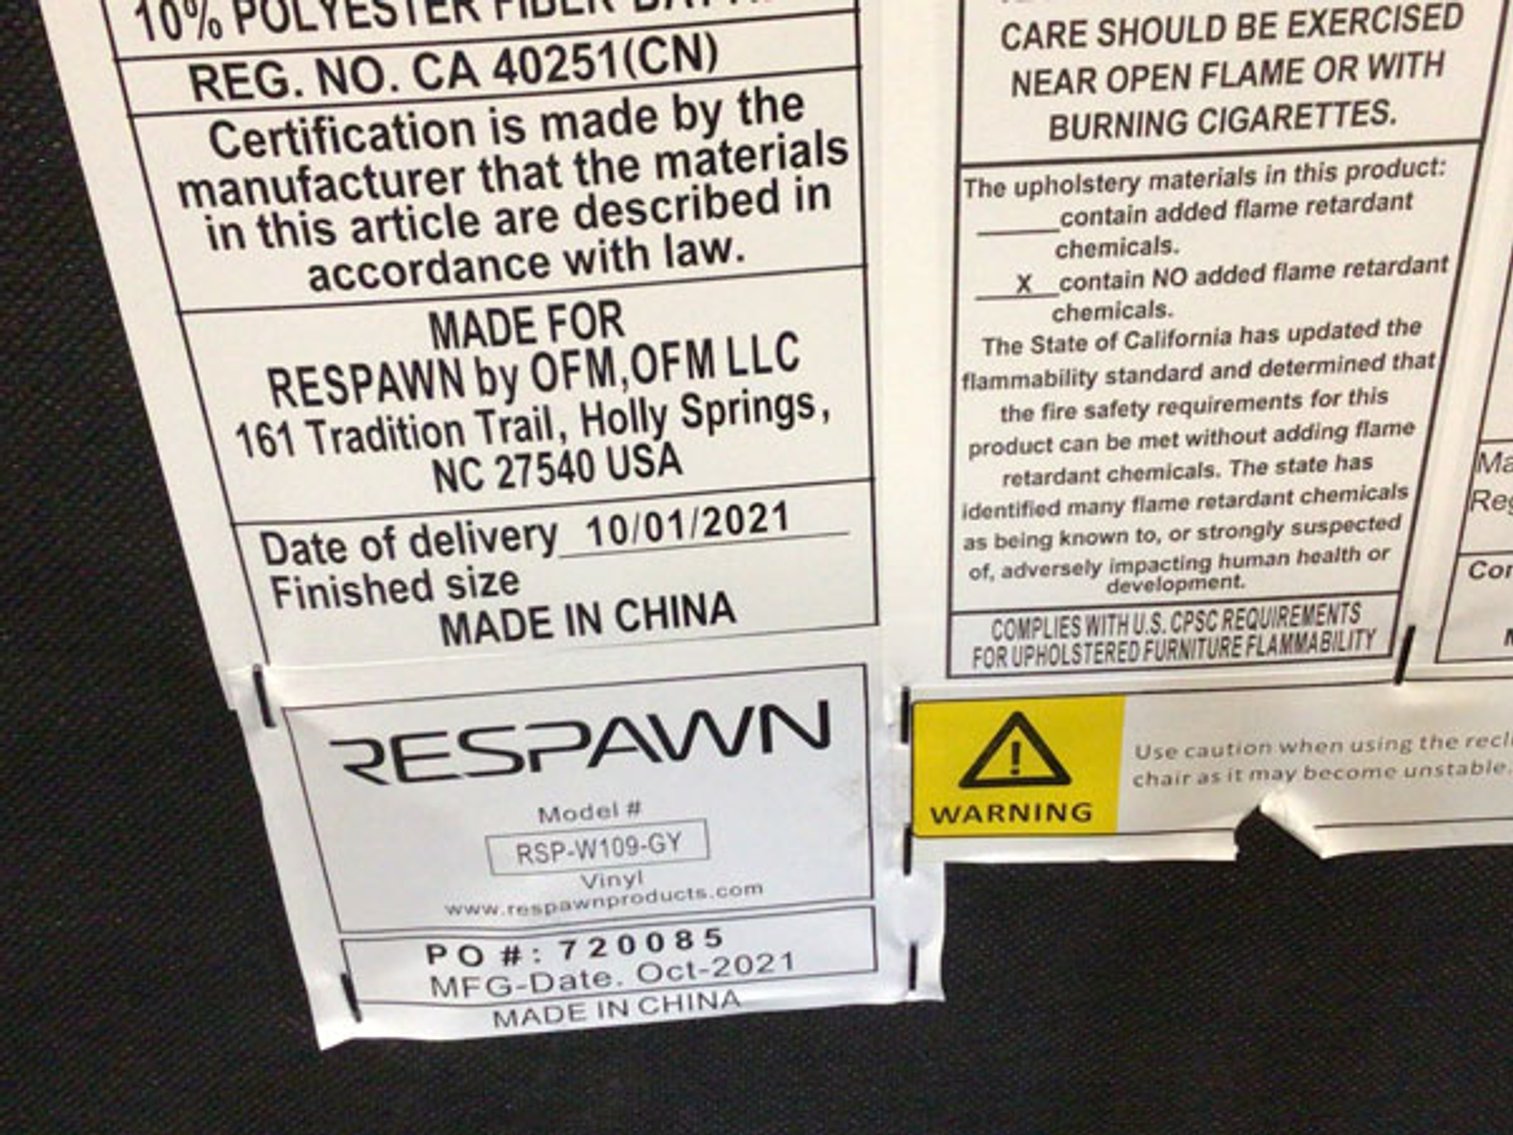 10% POLYESTER FIBER
REG. NO. CA 40251(CN)
Certification is made by the
manufacturer that the materials
in this article are described in
accordance with law.
MADE FOR
RESPAWN by OFM,OFM LLC
161 Tradition Trail, Holly Springs,
NC 27540 USA
Date of delivery 10/01/2021
Finished size
MADE IN CHINA
RESPAWN
Model #
RSP-W109-GY
Vinyl
www.respawnproducts.com
PO#: 720085
MFG-Date. Oct-2021
MADE IN CHINA
CARE SHOULD BE EXERCISED
NEAR OPEN FLAME OR WITH
BURNING CIGARETTES.
The upholstery materials in this product:
_____contain added flame retardant
chemicals.
__X__contain NO added flame retardant
chemicals.
The State of California has updated the
flammability standard and determined that
the fire safety requirements for this
product can be met without adding flame
retardant chemicals. The state has
identified many flame retardant chemicals
as being known to, or strongly suspected
of, adversely impacting human health or
development.
COMPLIES WITH U.S. CPSC REQUIREMENTS
FOR UPHOLSTERED FURNITURE FLAMMABILITY
WARNING
Use caution when using the
chair as it may become unstable.